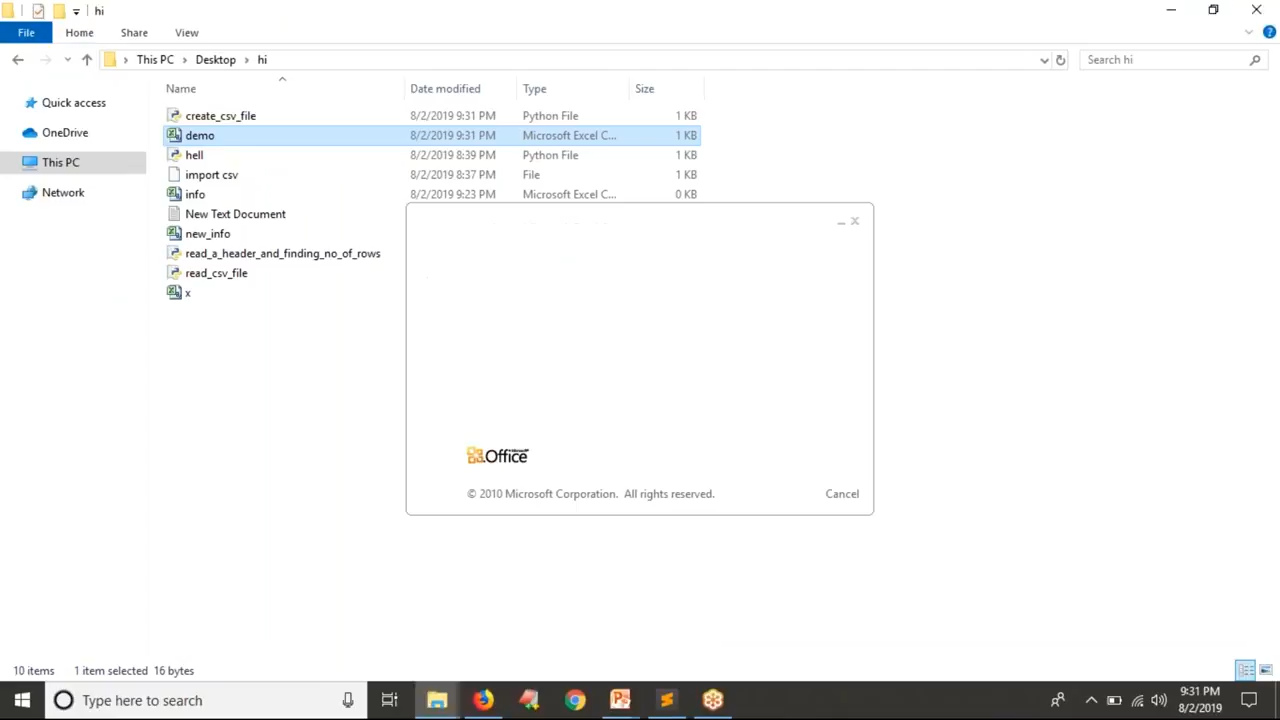 hi
File Home Share View
This PC Desktop hi Search hi
Name Date modified Type Size
Quick access
OneDrive
This PC
Network
create_csv_file 8/2/2019 9:31 PM Python File 1 KB
demo 8/2/2019 9:31 PM Microsoft Excel C... 1 KB
hell 8/2/2019 8:39 PM Python File 1 KB
import csv 8/2/2019 8:37 PM File 1 KB
info 8/2/2019 9:23 PM Microsoft Excel C... 0 KB
New Text Document
new_info
read_a_header_and_finding_no_of_rows
read_csv_file
x
Office
© 2010 Microsoft Corporation. All rights reserved. Cancel
10 items 1 item selected 16 bytes
Type here to search
9:31 PM
8/2/2019